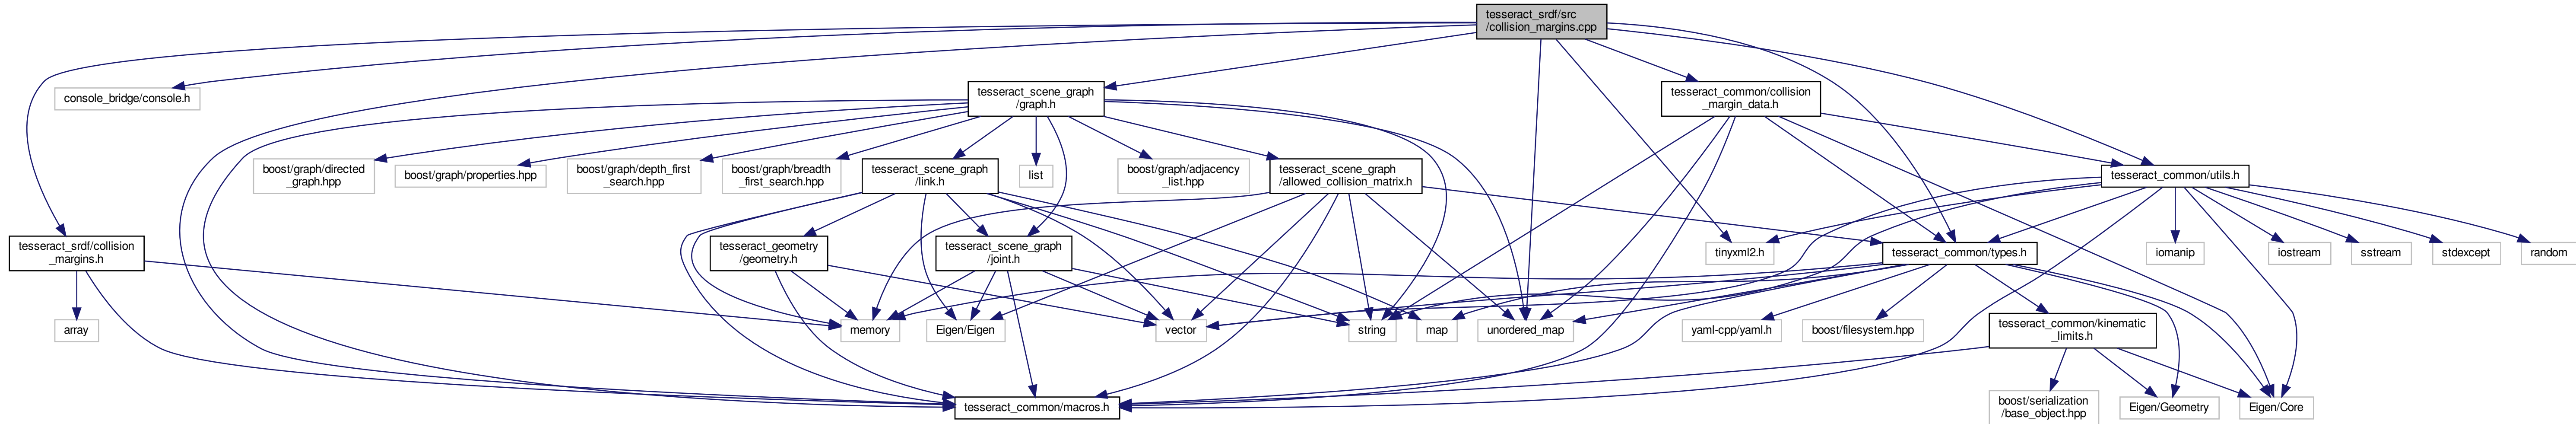 tesseract_srdf/src
/collision_margins.cpp
console_bridge/console.h
tesseract_scene_graph
/graph.h
tesseract_common/collision
_margin_data.h
boost/graph/directed
_graph.hpp
boost/graph/properties.hpp
boost/graph/depth_first
_search.hpp
boost/graph/breadth
_first_search.hpp
tesseract_scene_graph
/link.h
list
boost/graph/adjacency
_list.hpp
tesseract_scene_graph
/allowed_collision_matrix.h
tesseract_common/utils.h
tesseract_srdf/collision
_margins.h
tesseract_geometry
/geometry.h
tesseract_scene_graph
/joint.h
tinyxml2.h
tesseract_common/types.h
iomanip
iostream
sstream
stdexcept
random
array
memory
Eigen/Eigen
vector
string
map
unordered_map
yaml-cpp/yaml.h
boost/filesystem.hpp
tesseract_common/kinematic
_limits.h
tesseract_common/macros.h
boost/serialization
/base_object.hpp
Eigen/Geometry
Eigen/Core